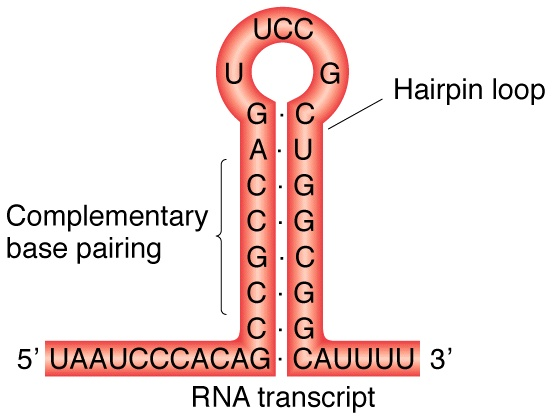 UCC
U G
Hairpin loop
G · C
A · U
C · G
C · G
Complementary
base pairing
G · C
C · G
C · G
5’ UAAUCCCACAG · CAUUUU 3’
RNA transcript